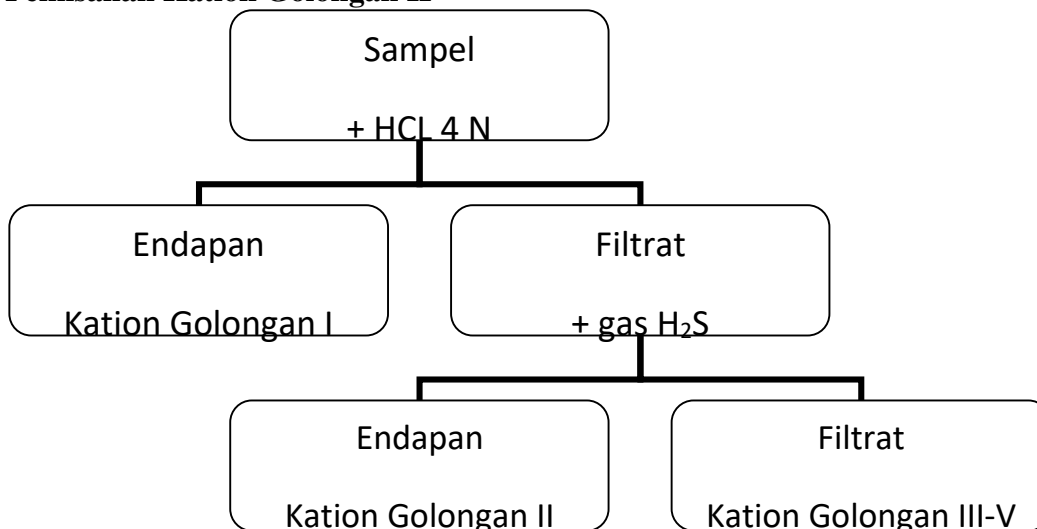 Pemisahan Kation Golongan II
Sampel
+ HCL 4 N
Endapan
Kation Golongan I
Filtrat
+ gas H₂S
Endapan
Kation Golongan II
Filtrat
Kation Golongan III-V